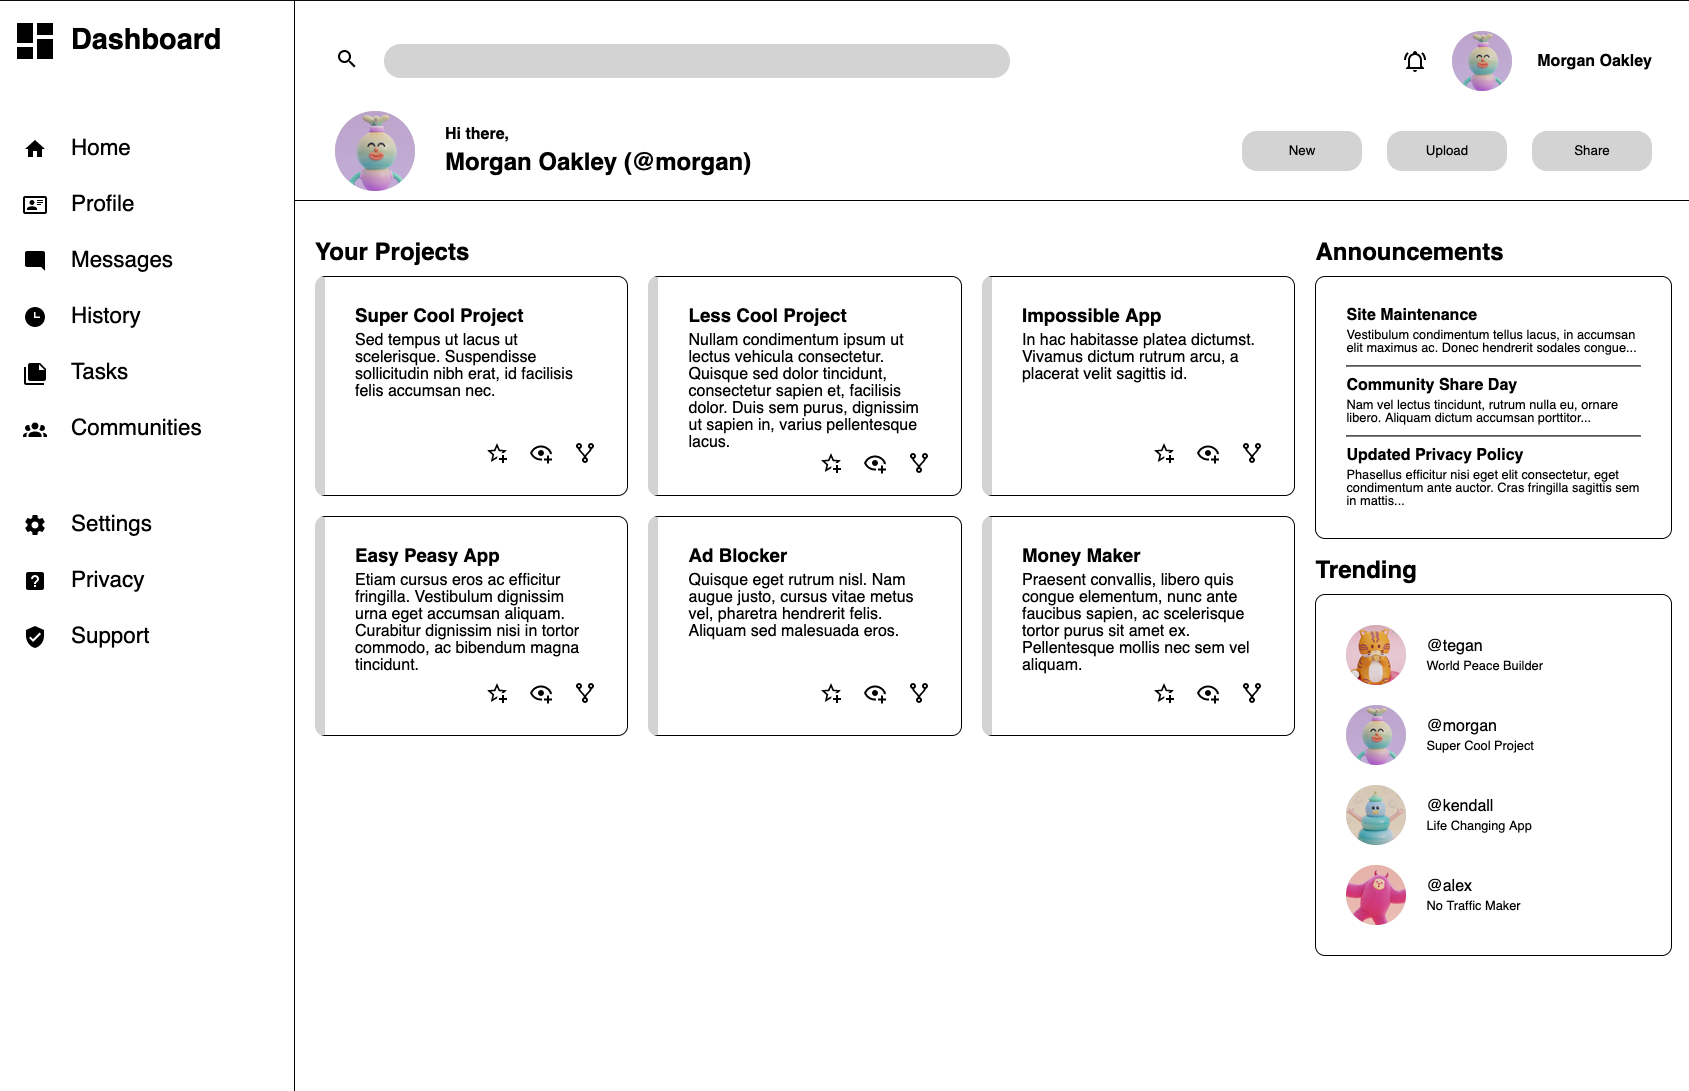 Dashboard
Home
Profile
Messages
History
Tasks
Communities
Settings
Privacy
Support
Morgan Oakley
Hi there,
Morgan Oakley (@morgan)
New
Upload
Share
Your Projects
Super Cool Project
Sed tempus ut lacus ut
scelerisque. Suspendisse
sollicitudin nibh erat, id facilisis
felis accumsan nec.
Less Cool Project
Nullam condimentum ipsum ut
lectus vehicula consectetur.
Quisque sed dolor tincidunt,
consectetur sapien et, facilisis
dolor. Duis sem purus, dignissim
ut sapien in, varius pellentesque
lacus.
Impossible App
In hac habitasse platea dictumst.
Vivamus dictum rutrum arcu, a
placerat velit sagittis id.
Easy Peasy App
Etiam cursus eros ac efficitur
fringilla. Vestibulum dignissim
urna eget accumsan aliquam.
Curabitur dignissim nisi in tortor
commodo, ac bibendum magna
tincidunt.
Ad Blocker
Quisque eget rutrum nisl. Nam
augue justo, cursus vitae metus
vel, pharetra hendrerit felis.
Aliquam sed malesuada eros.
Money Maker
Praesent convallis, libero quis
congue elementum, nunc ante
faucibus sapien, ac scelerisque
tortor purus sit amet ex.
Pellentesque mollis nec sem vel
aliquam.
Announcements
Site Maintenance
Vestibulum condimentum tellus lacus, in accumsan
elit maximus ac. Donec hendrerit sodales congue...
Community Share Day
Nam vel lectus tincidunt, rutrum nulla eu, ornare
libero. Aliquam dictum accumsan porttitor...
Updated Privacy Policy
Phasellus efficitur nisi eget elit consectetur, eget
condimentum ante auctor. Cras fringilla sagittis sem
in mattis...
Trending
@tegan
World Peace Builder
@morgan
Super Cool Project
@kendall
Life Changing App
@alex
No Traffic Maker